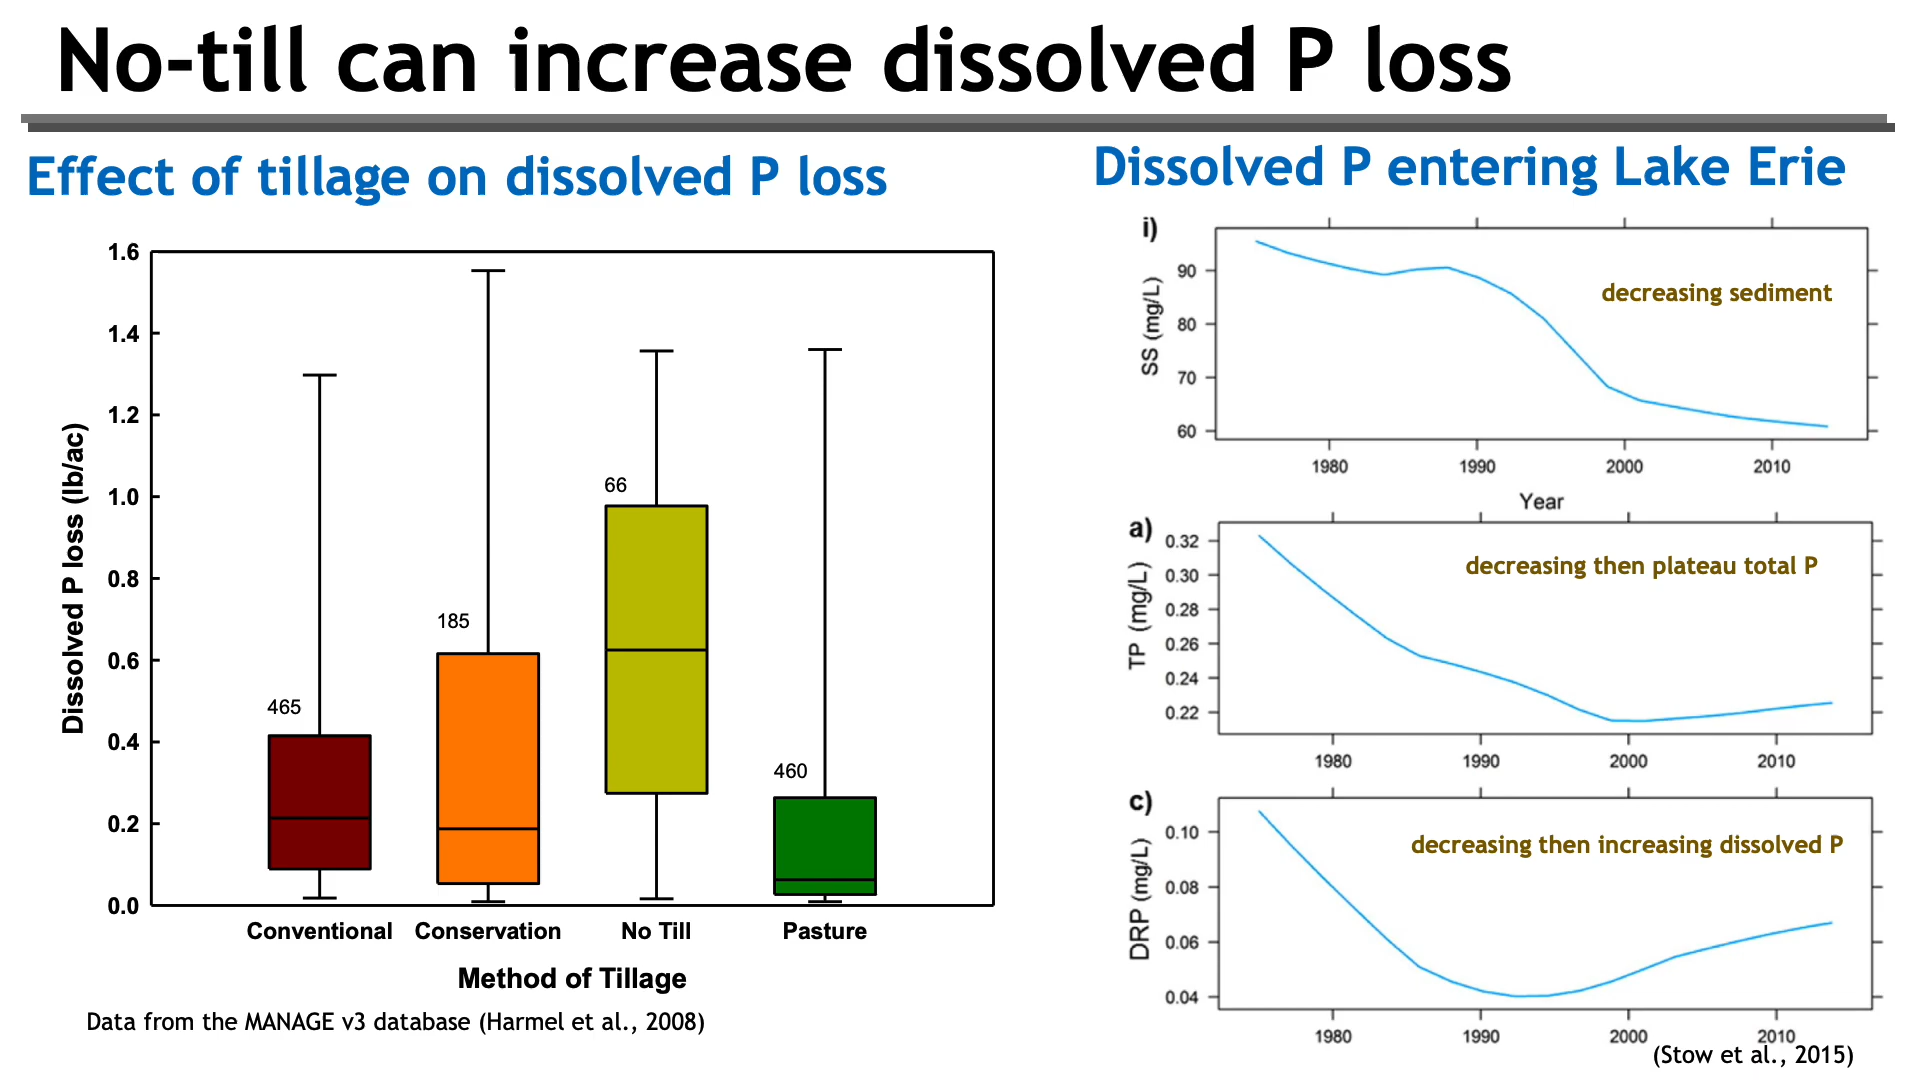 No-till can increase dissolved P loss
Effect of tillage on dissolved P loss
1.6
1.4
1.2
1.0
0.8
0.6
0.4
0.2
0.0
Dissolved P loss (lb/ac)
465
185
66
460
Conventional
Conservation
No Till
Pasture
Method of Tillage
Data from the MANAGE v3 database (Harmel et al., 2008)
Dissolved P entering Lake Erie
i)
SS (mg/L)
90
80
70
60
decreasing sediment
1980
1990
2000
2010
Year
a)
TP (mg/L)
0.32
0.30
0.28
0.26
0.24
0.22
decreasing then plateau total P
1980
1990
2000
2010
c)
DRP (mg/L)
0.10
0.08
0.06
0.04
decreasing then increasing dissolved P
1980
1990
2000
2010
(Stow et al., 2015)